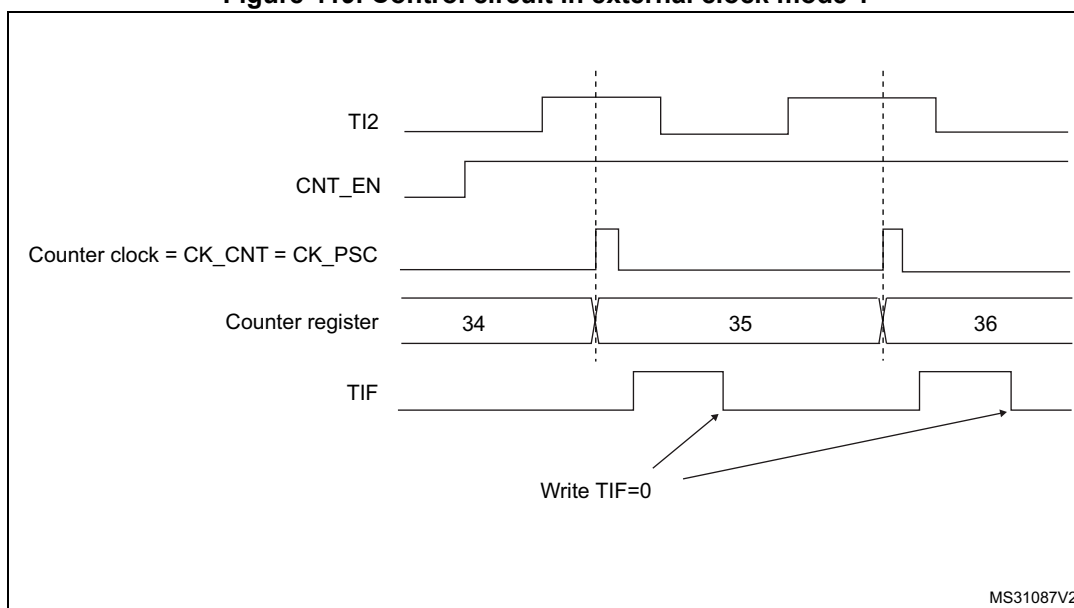 TI2
CNT_EN
Counter clock = CK_CNT = CK_PSC
Counter register 34 35 36
TIF
Write TIF=0
MS31087V2